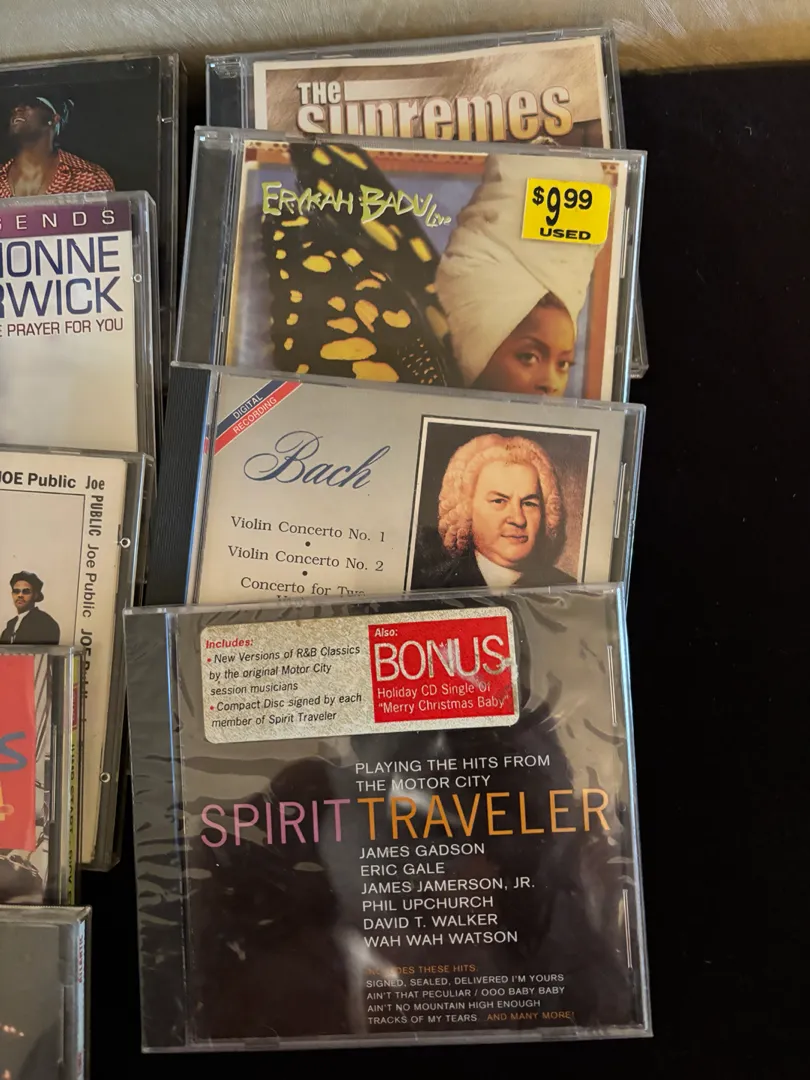 THE
SUPREMES
ERYKAH BADU Live
$9.99
USED
DIGITAL
RECORDING
Bach
Violin Concerto No. 1
•
Violin Concerto No. 2
•
Concerto for Two
Includes:
• New Versions of R&B Classics
by the original Motor City
session musicians
• Compact Disc signed by each
member of Spirit Traveler
Also:
BONUS
Holiday CD Single Of
"Merry Christmas Baby"
PLAYING THE HITS FROM
THE MOTOR CITY
SPIRIT TRAVELER
JAMES GADSON
ERIC GALE
JAMES JAMERSON, JR.
PHIL UPCHURCH
DAVID T. WALKER
WAH WAH WATSON
THESE HITS:
SIGNED, SEALED, DELIVERED I'M YOURS
AIN'T THAT PECULIAR / OOO BABY BABY
AIN'T NO MOUNTAIN HIGH ENOUGH
TRACKS OF MY TEARS AND MANY MORE!
GENDS
IONNE
RWICK
E PRAYER FOR YOU
JOE Public Joe
PUBLIC Joe Public JOE